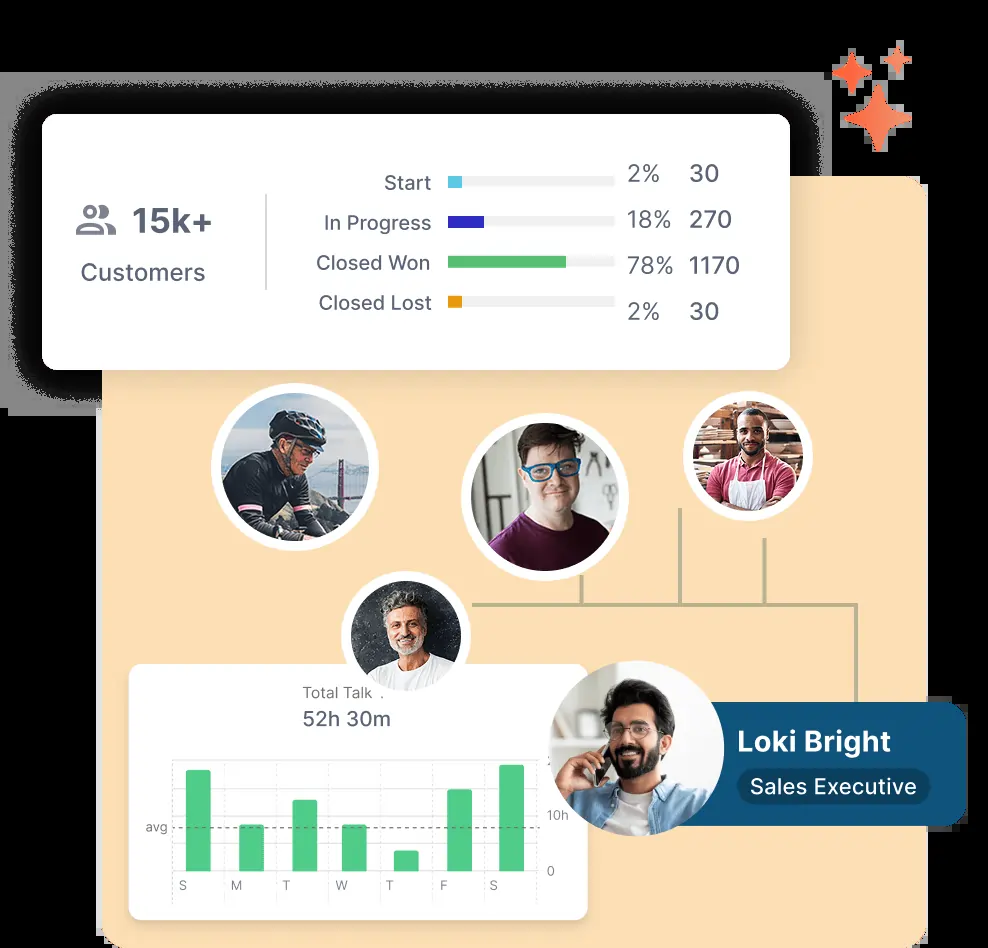 15k+
Customers
Start 2% 30
In Progress 18% 270
Closed Won 78% 1170
Closed Lost 2% 30
Total Talk
52h 30m
avg
10h
0
S M T W T F S
Loki Bright
Sales Executive